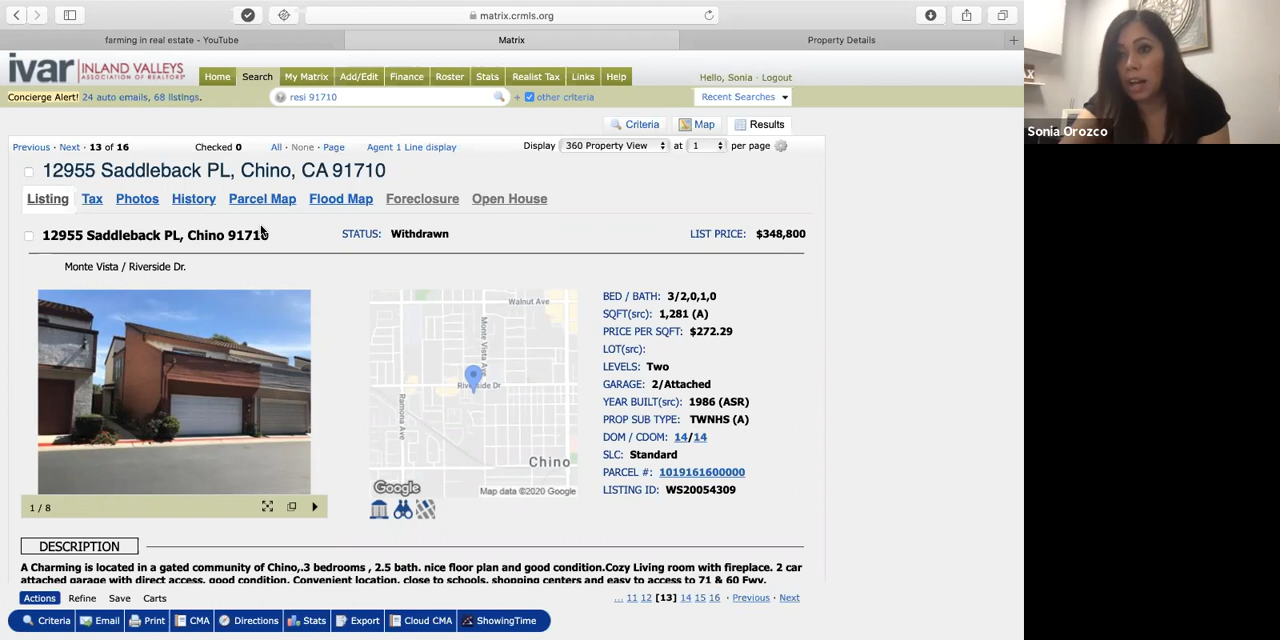 matrix.crmls.org
farming in real estate - YouTube
Matrix
Property Details
ivar INLAND VALLEYS
ASSOCIATION OF REALTORS®
Home Search My Matrix Add/Edit Finance Roster Stats Realist Tax Links Help
Hello, Sonia · Logout
Concierge Alert! 24 auto emails, 68 listings.
resi 91710
+ other criteria
Recent Searches
Criteria Map Results
Previous · Next · 13 of 16 Checked 0 All · None · Page Agent 1 Line display Display 360 Property View at 1 per page
12955 Saddleback PL, Chino, CA 91710
Listing Tax Photos History Parcel Map Flood Map Foreclosure Open House
12955 Saddleback PL, Chino 91710 STATUS: Withdrawn LIST PRICE: $348,800
Monte Vista / Riverside Dr.
BED / BATH: 3/2,0,1,0
SQFT(src): 1,281 (A)
PRICE PER SQFT: $272.29
LOT(src):
LEVELS: Two
GARAGE: 2/Attached
YEAR BUILT(src): 1986 (ASR)
PROP SUB TYPE: TWNHS (A)
DOM / CDOM: 14/14
SLC: Standard
PARCEL #: 1019161600000
LISTING ID: WS20054309
Walnut Ave
Monte Vista Ave
Riverside Dr
Ramona Ave
Chino
Google Map data ©2020 Google
1 / 8
DESCRIPTION
A Charming is located in a gated community of Chino,.3 bedrooms , 2.5 bath. nice floor plan and good condition.Cozy Living room with fireplace. 2 car
attached garage with direct access. good condition. Convenient location. close to schools. shopping centers and easy to access to 71 & 60 Fwy.
Actions Refine Save Carts
... 11 12 [13] 14 15 16 · Previous · Next
Criteria Email Print CMA Directions Stats Export Cloud CMA ShowingTime
Sonia Orozco